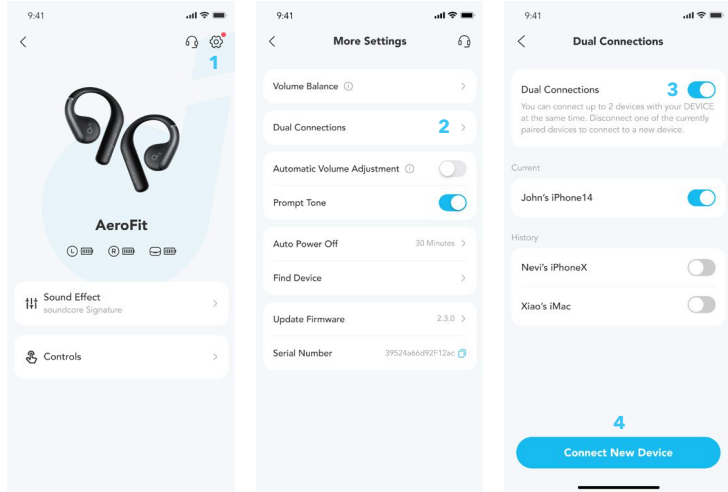 9:41
1
AeroFit
L
R
Sound Effect
soundcore Signature
Controls
9:41
More Settings
Volume Balance
Dual Connections 2
Automatic Volume Adjustment
Prompt Tone
Auto Power Off 30 Minutes
Find Device
Update Firmware 2.3.0
Serial Number 39524a66d92F12ac
9:41
Dual Connections
Dual Connections 3
You can connect up to 2 devices with your DEVICE
at the same time. Disconnect one of the currently
paired devices to connect to a new device.
Current
John's iPhone14
History
Nevi's iPhoneX
Xiao's iMac
4
Connect New Device